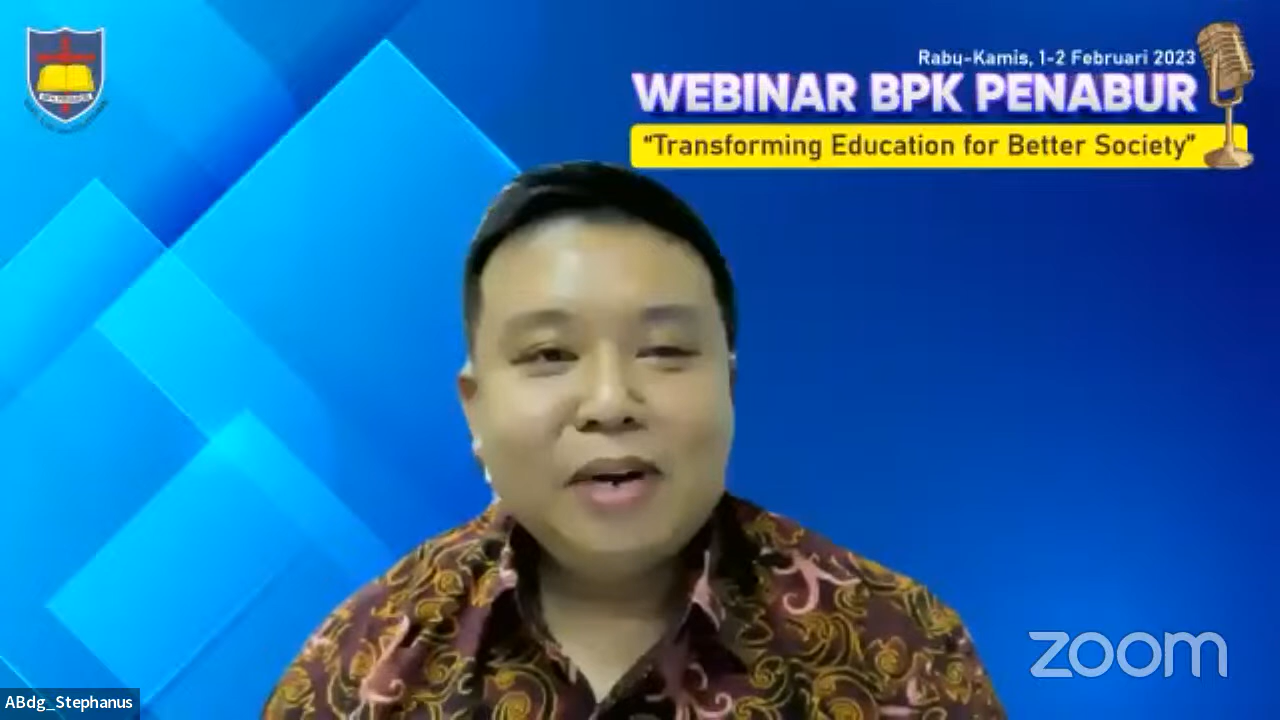 Rabu-Kamis, 1-2 Februari 2023
WEBINAR BPK PENABUR
“Transforming Education for Better Society”
zoom
ABdg_Stephanus